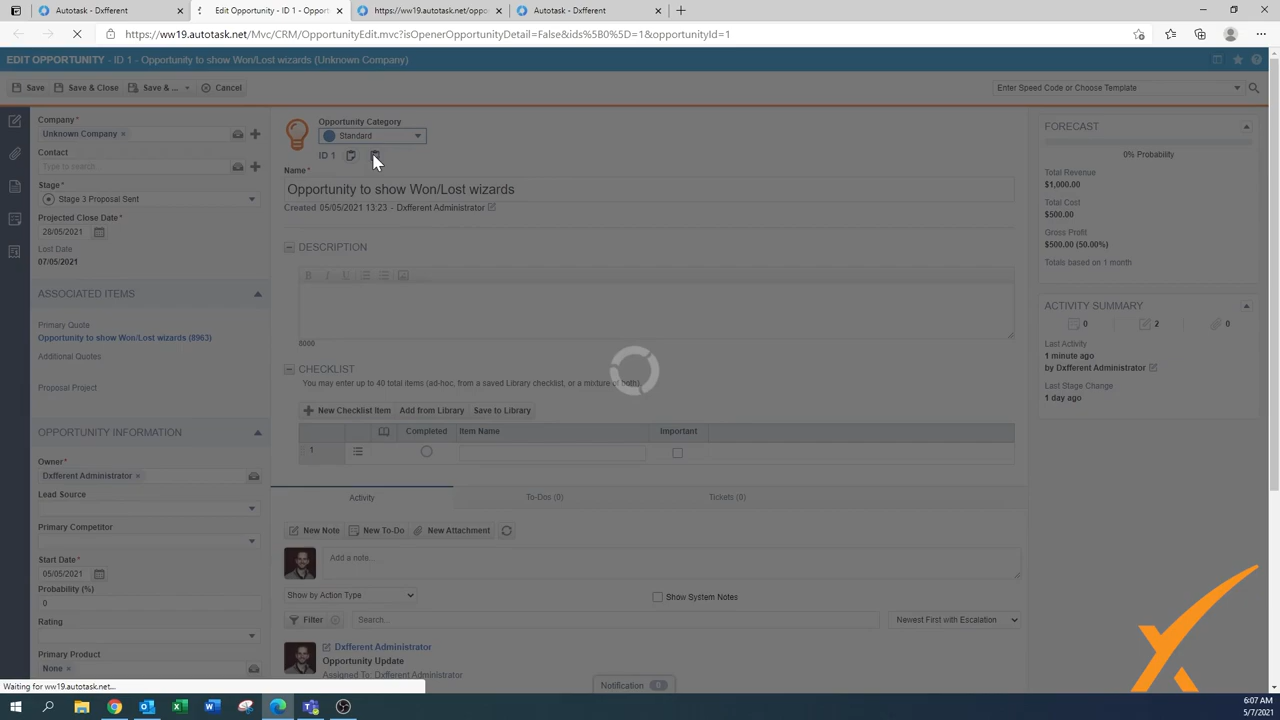 Autotask - Dxfferent
Edit Opportunity - ID 1 - Opport
https://ww19.autotask.net/oppo
Autotask - Dxfferent
https://ww19.autotask.net/Mvc/CRM/OpportunityEdit.mvc?isOpenerOpportunityDetail=False&ids%5B0%5D=1&opportunityId=1
EDIT OPPORTUNITY - ID 1 - Opportunity to show Won/Lost wizards (Unknown Company)
Save
Save & Close
Save & ...
Cancel
Enter Speed Code or Choose Template
Company*
Unknown Company ×
Contact
Type to search
Stage*
Stage 3 Proposal Sent
Projected Close Date*
28/05/2021
Lost Date
07/05/2021
ASSOCIATED ITEMS
Primary Quote
Opportunity to show Won/Lost wizards (8963)
Additional Quotes
Proposal Project
OPPORTUNITY INFORMATION
Owner*
Dxfferent Administrator ×
Lead Source
Primary Competitor
Start Date*
05/05/2021
Probability (%)
0
Rating
Primary Product
None ×
Opportunity Category
Standard
ID 1
Name*
Opportunity to show Won/Lost wizards
Created 05/05/2021 13:23 - Dxfferent Administrator
DESCRIPTION
B I U
8000
CHECKLIST
You may enter up to 40 total items (ad-hoc, from a saved Library checklist, or a mixture of both).
New Checklist Item
Add from Library
Save to Library
Completed
Item Name
Important
1
Activity
To-Dos (0)
Tickets (0)
New Note
New To-Do
New Attachment
Add a note...
Show by Action Type
Show System Notes
Filter
Search...
Newest First with Escalation
Dxfferent Administrator
Opportunity Update
Assigned To: Dxfferent Administrator
Notification 0
FORECAST
0% Probability
Total Revenue
$1,000.00
Total Cost
$500.00
Gross Profit
$500.00 (50.00%)
Totals based on 1 month
ACTIVITY SUMMARY
0
2
0
Last Activity
1 minute ago
by Dxfferent Administrator
Last Stage Change
1 day ago
Waiting for ww19.autotask.net...
6:07 AM
5/7/2021